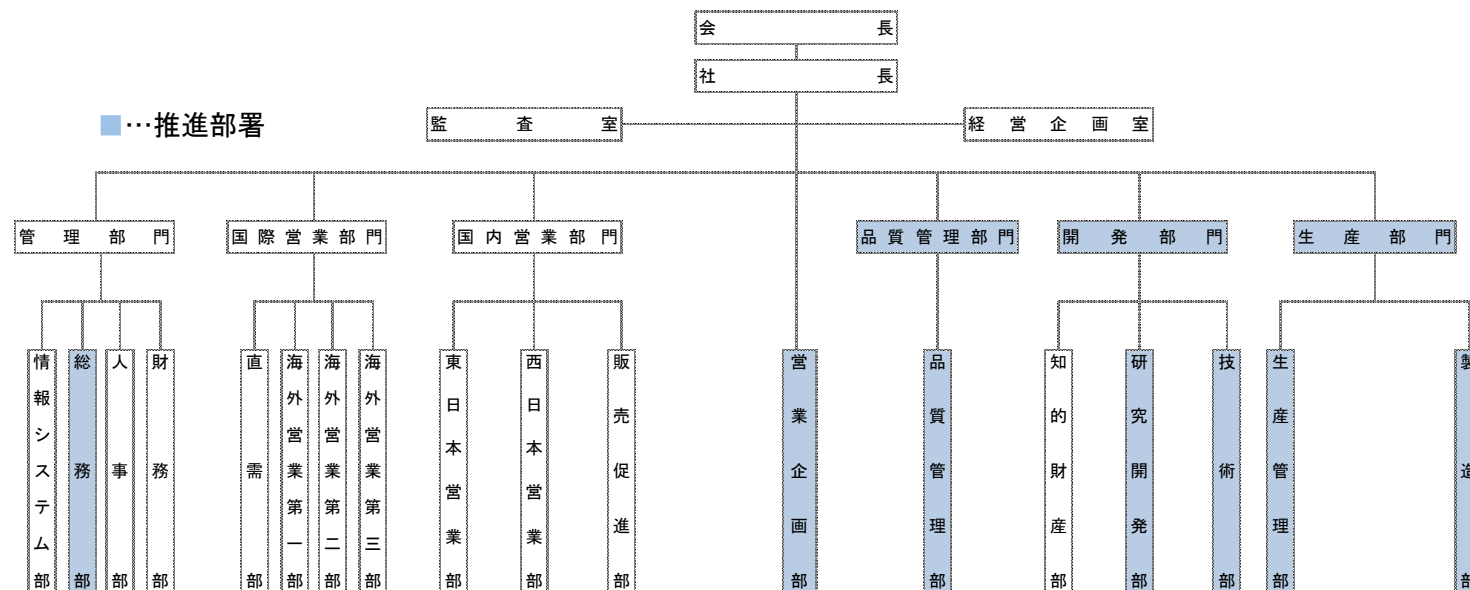 会長
社長
■…推進部署
監査室
経営企画室
管理部門
国際営業部門
国内営業部門
品質管理部門
開発部門
生産部門
情報システム部
総務部
人事部
財務部
直需部
海外営業第一部
海外営業第二部
海外営業第三部
東日本営業部
西日本営業部
販売促進部
営業企画部
品質管理部
知的財産部
研究開発部
技術部
生産管理部
製造部